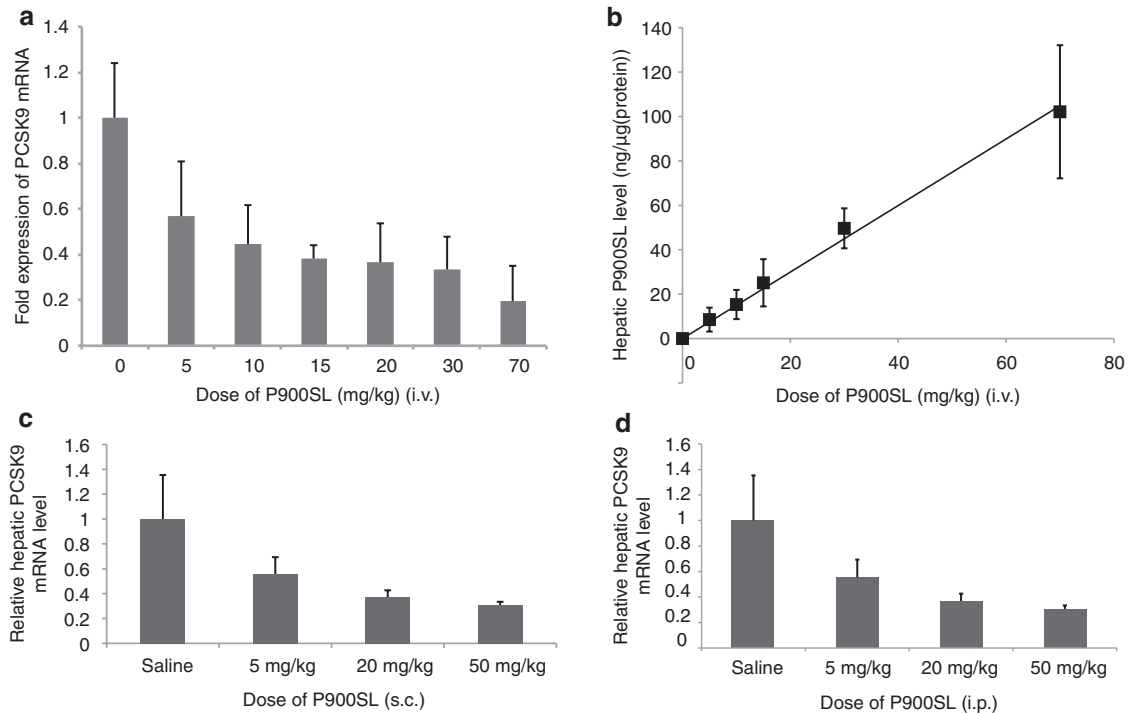 a
Fold expression of PCSK9 mRNA
1.4
1.2
1
0.8
0.6
0.4
0.2
0
0 5 10 15 20 30 70
Dose of P900SL (mg/kg) (i.v.)
b
Hepatic P900SL level (ng/µg(protein))
140
120
100
80
60
40
20
0
0 20 40 60 80
Dose of P900SL (mg/kg) (i.v.)
c
Relative hepatic PCSK9
mRNA level
1.6
1.4
1.2
1
0.8
0.6
0.4
0.2
0
Saline 5 mg/kg 20 mg/kg 50 mg/kg
Dose of P900SL (s.c.)
d
Relative hepatic PCSK9
mRNA level
1.6
1.4
1.2
1
0.8
0.6
0.4
0.2
0
Saline 5 mg/kg 20 mg/kg 50 mg/kg
Dose of P900SL (i.p.)